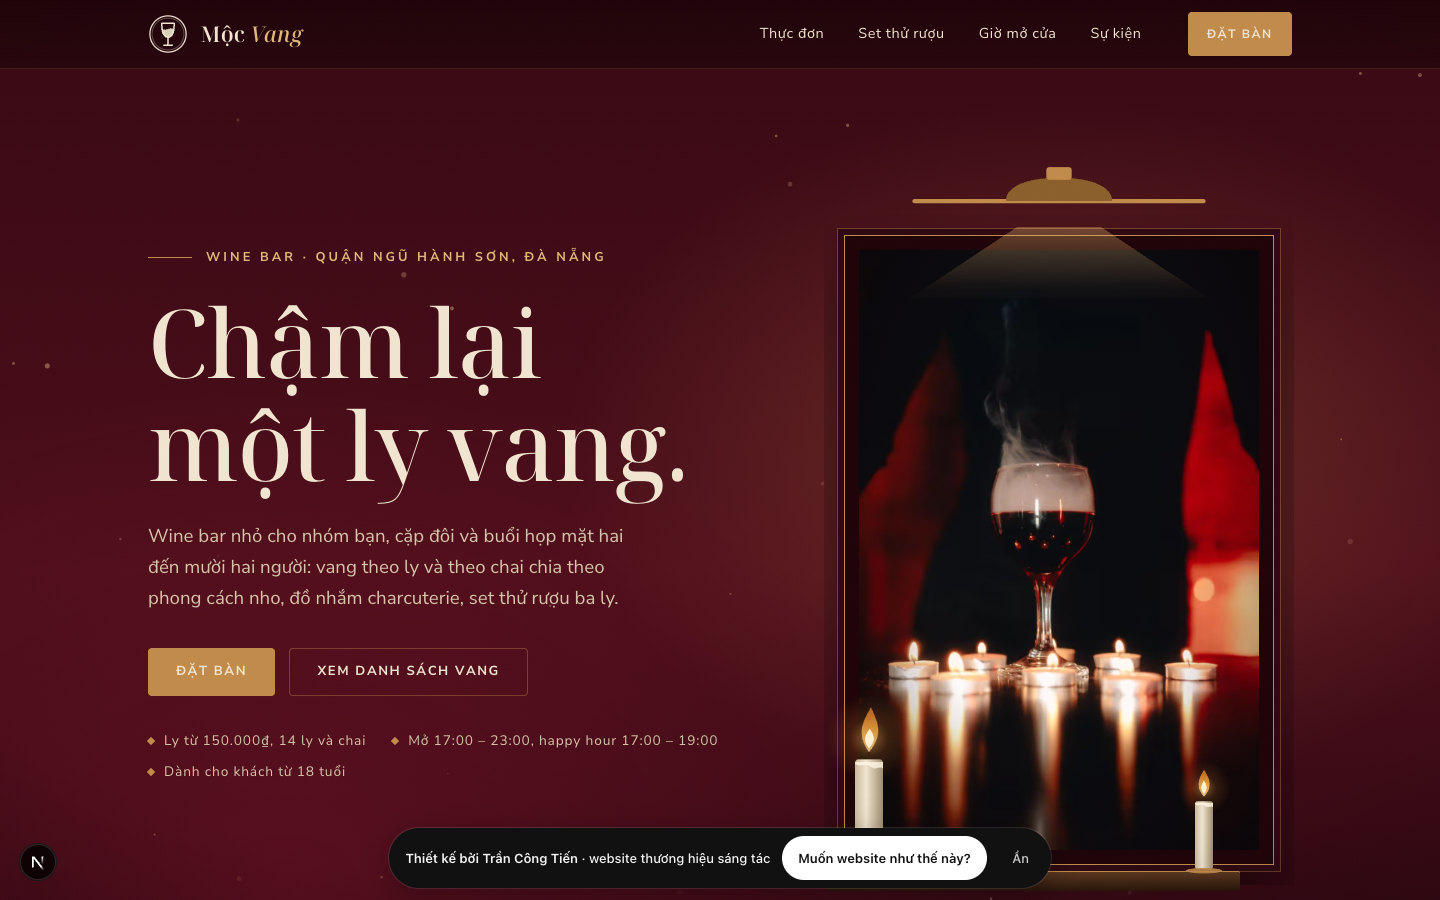 Mộc Vang
Thực đơn
Set thử rượu
Giờ mở cửa
Sự kiện
ĐẶT BÀN
WINE BAR · QUẬN NGŨ HÀNH SƠN, ĐÀ NẴNG
Chậm lại
một ly vang.
Wine bar nhỏ cho nhóm bạn, cặp đôi và buổi họp mặt hai
đến mười hai người: vang theo ly và theo chai chia theo
phong cách nho, đồ nhắm charcuterie, set thử rượu ba ly.
ĐẶT BÀN
XEM DANH SÁCH VANG
Ly từ 150.000₫, 14 ly và chai
Mở 17:00 – 23:00, happy hour 17:00 – 19:00
Dành cho khách từ 18 tuổi
Thiết kế bởi Trần Công Tiến · website thương hiệu sáng tác
Muốn website như thế này?
Ẩn